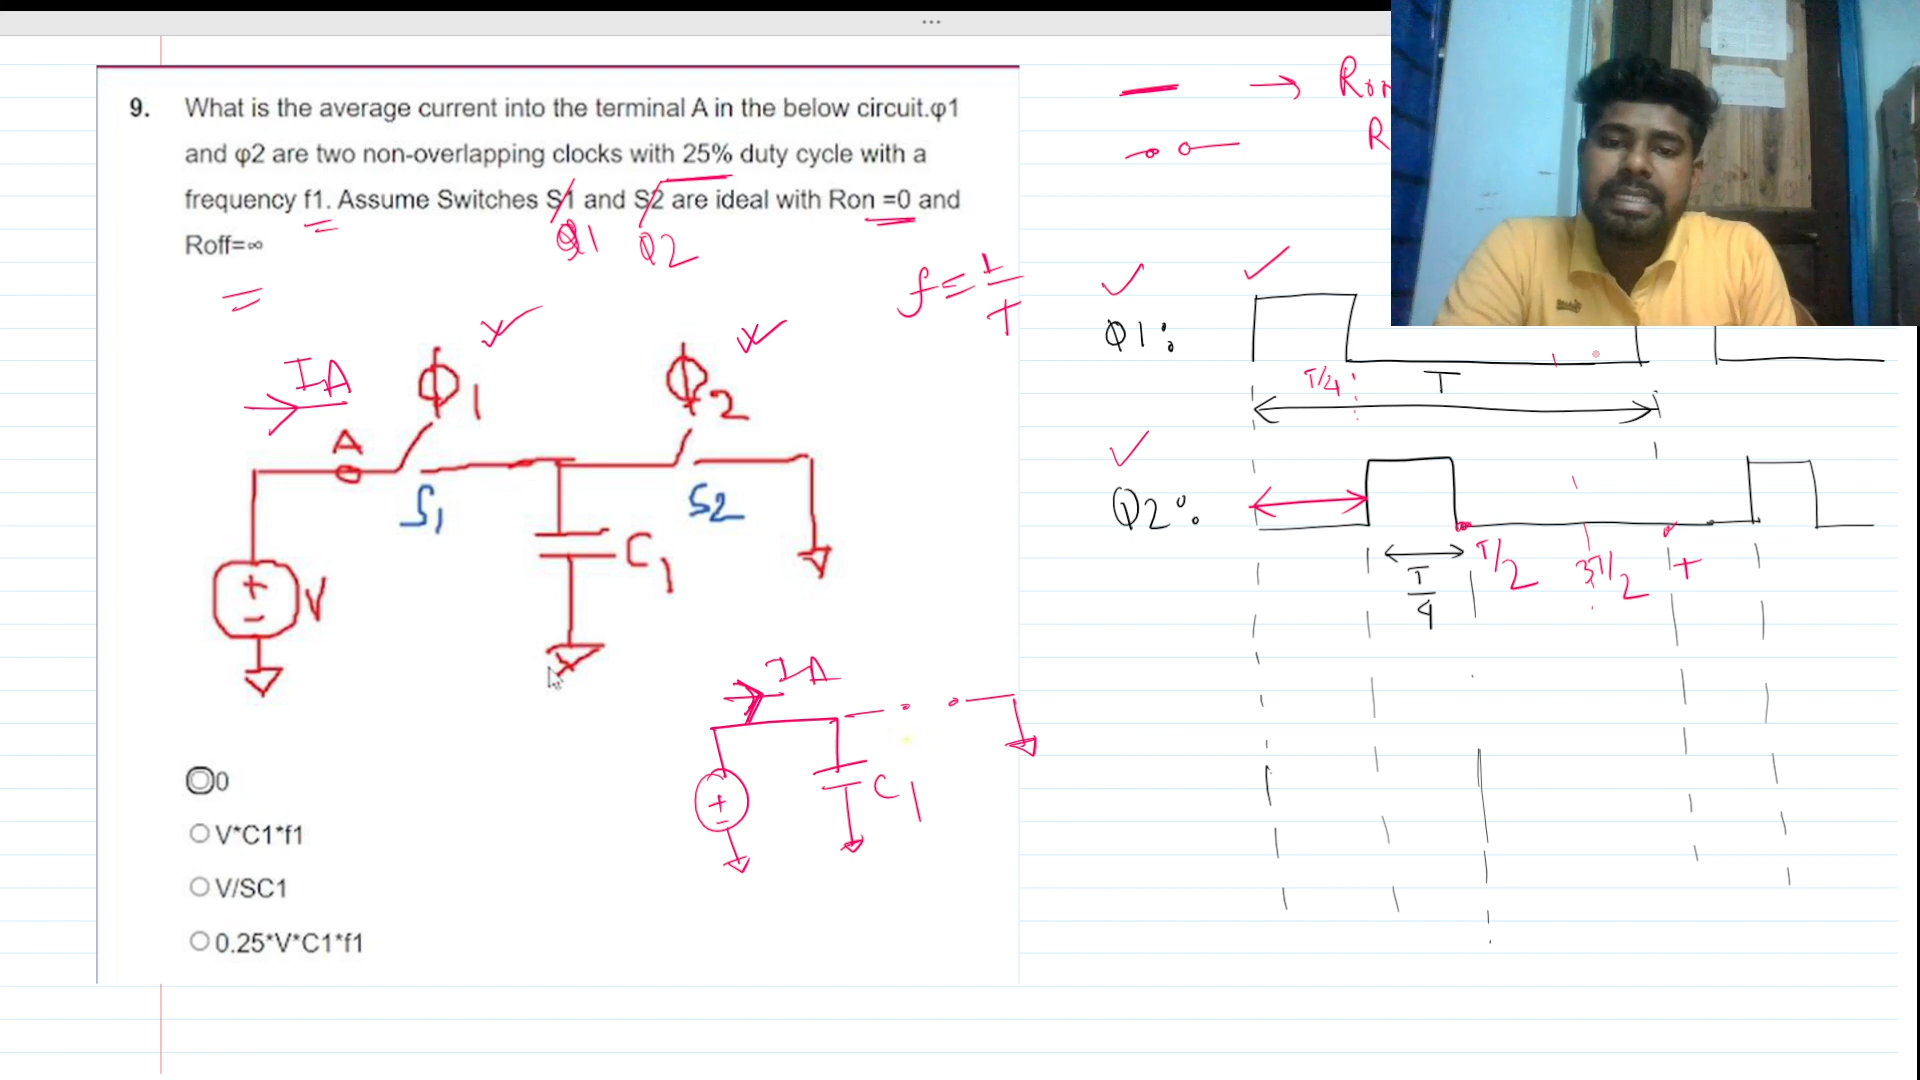 9. What is the average current into the terminal A in the below circuit.φ1
and φ2 are two non-overlapping clocks with 25% duty cycle with a
frequency f1. Assume Switches S1 and S2 are ideal with Ron =0 and
Roff=∞
Φ1 Φ2
f = 1/T
IA
Φ1 Φ2
A
S1 S2
C1
+
-
V
IA
+
-
C1
0
V*C1*f1
V/SC1
0.25*V*C1*f1
→ Ron
R
Φ1:
T/4 T
Φ2:
T/4 T/2 3T/2 T